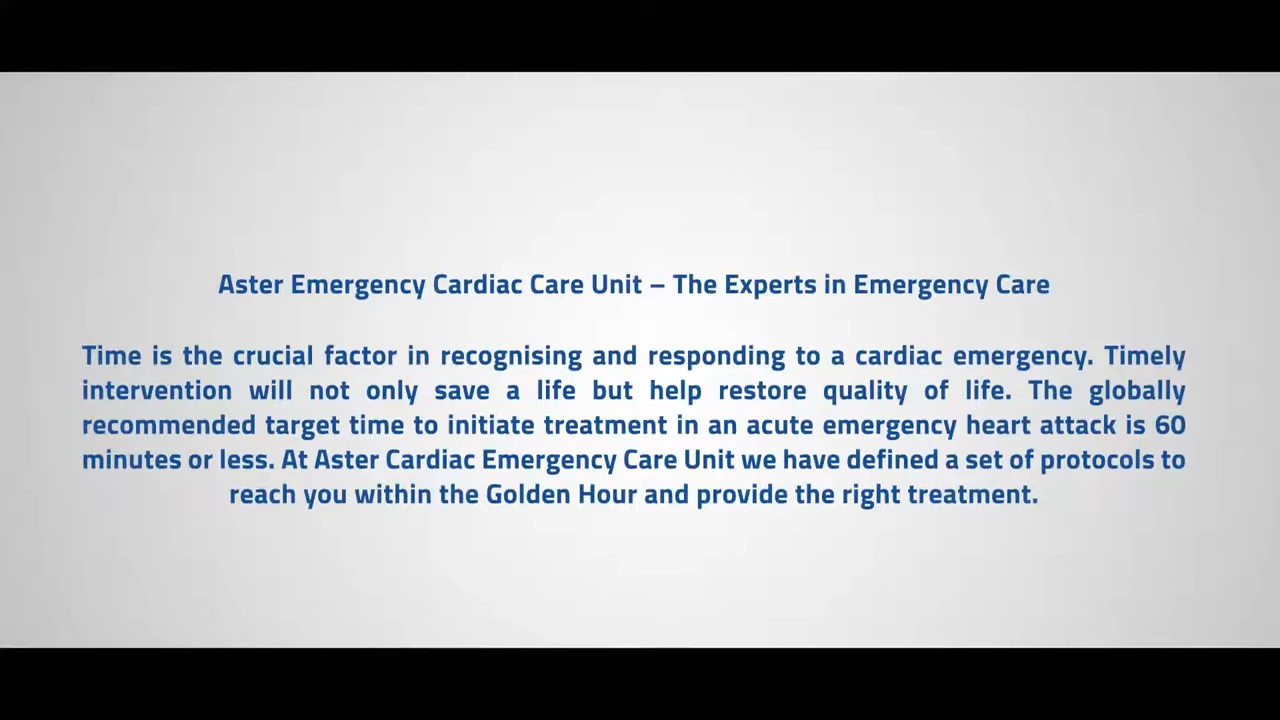 Aster Emergency Cardiac Care Unit – The Experts in Emergency Care
Time is the crucial factor in recognising and responding to a cardiac emergency. Timely
intervention will not only save a life but help restore quality of life. The globally
recommended target time to initiate treatment in an acute emergency heart attack is 60
minutes or less. At Aster Cardiac Emergency Care Unit we have defined a set of protocols to
reach you within the Golden Hour and provide the right treatment.